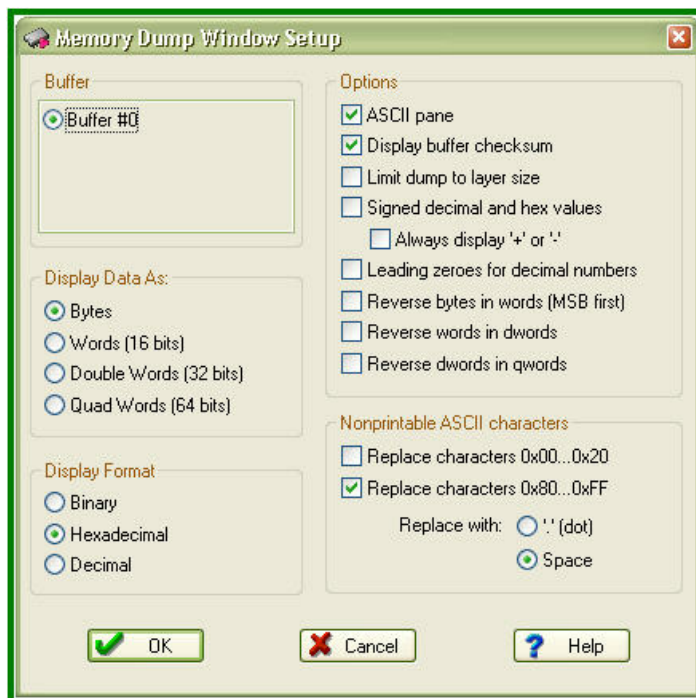 Memory Dump Window Setup
Buffer
Buffer #0
Display Data As:
Bytes
Words (16 bits)
Double Words (32 bits)
Quad Words (64 bits)
Display Format
Binary
Hexadecimal
Decimal
Options
ASCII pane
Display buffer checksum
Limit dump to layer size
Signed decimal and hex values
Always display '+' or '-'
Leading zeroes for decimal numbers
Reverse bytes in words (MSB first)
Reverse words in dwords
Reverse dwords in qwords
Nonprintable ASCII characters
Replace characters 0x00...0x20
Replace characters 0x80...0xFF
Replace with: '.' (dot)
Space
OK Cancel ? Help